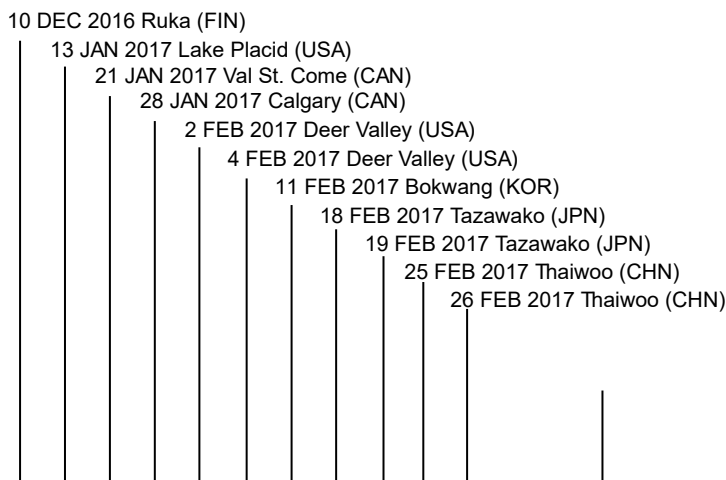 10 DEC 2016 Ruka (FIN)
13 JAN 2017 Lake Placid (USA)
21 JAN 2017 Val St. Come (CAN)
28 JAN 2017 Calgary (CAN)
2 FEB 2017 Deer Valley (USA)
4 FEB 2017 Deer Valley (USA)
11 FEB 2017 Bokwang (KOR)
18 FEB 2017 Tazawako (JPN)
19 FEB 2017 Tazawako (JPN)
25 FEB 2017 Thaiwoo (CHN)
26 FEB 2017 Thaiwoo (CHN)